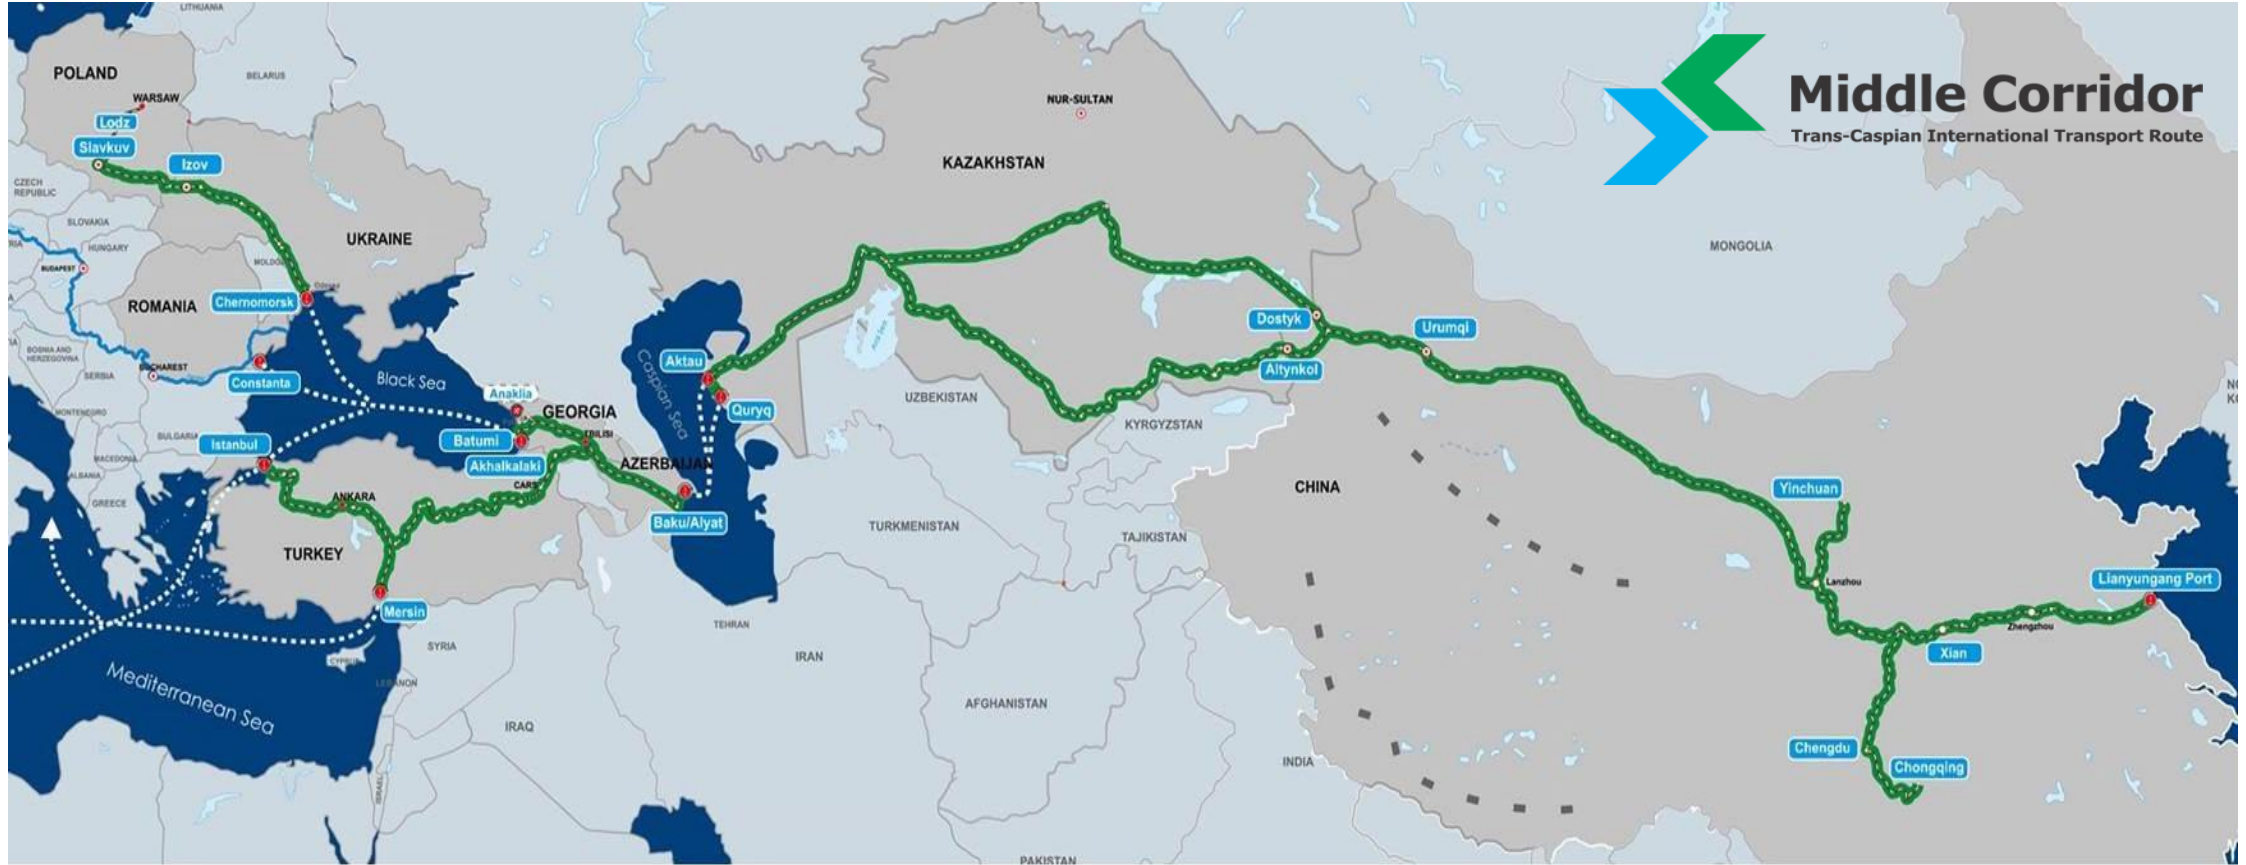 LITHUANIA
POLAND
BELARUS
WARSAW
Lodz
Slavkuv
Izov
CZECH
REPUBLIC
SLOVAKIA
HUNGARY
BUDAPEST
UKRAINE
ROMANIA
Chernomorsk
BOSNIA AND
HERZEGOVINA
SERBIA
BUCHAREST
Constanta
Black Sea
MONTENEGRO
BULGARIA
MACEDONIA
ALBANIA
GREECE
Istanbul
Anaklia
GEORGIA
Batumi
TBILISI
Akhalkalaki
CARS
ANKARA
TURKEY
Mersin
AZERBAIJAN
Baku/Alyat
Caspian Sea
Aktau
Quryq
NUR-SULTAN
KAZAKHSTAN
Aral Sea
UZBEKISTAN
KYRGYZSTAN
TURKMENISTAN
TAJIKISTAN
Dostyk
Altynkol
Urumqi
Middle Corridor
Trans-Caspian International Transport Route
MONGOLIA
CHINA
Yinchuan
Lanzhou
Lianyungang Port
Zhengzhou
Xian
Chengdu
Chongqing
Mediterranean Sea
CYPRUS
SYRIA
LEBANON
ISRAEL
IRAQ
TEHRAN
IRAN
AFGHANISTAN
INDIA
PAKISTAN